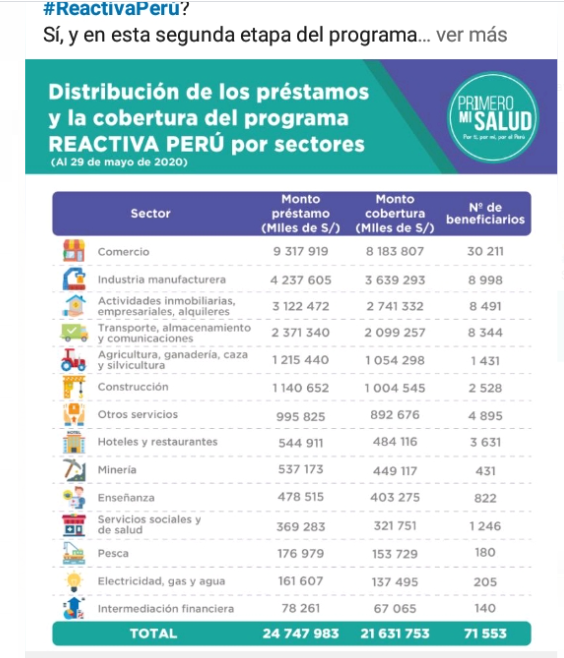 #ReactivaPerú?
Sí, y en esta segunda etapa del programa... ver más
Distribución de los préstamos
y la cobertura del programa
REACTIVA PERÚ por sectores
(Al 29 de mayo de 2020)
PRIMERO
MI SALUD
Por ti, por mí, por el Perú
Sector
Monto préstamo (Miles de S/)
Monto cobertura (Miles de S/)
Nº de beneficiarios
Comercio 9 317 919 8 183 807 30 211
Industria manufacturera 4 237 605 3 639 293 8 998
Actividades inmobiliarias, empresariales, alquileres 3 122 472 2 741 332 8 491
Transporte, almacenamiento y comunicaciones 2 371 340 2 099 257 8 344
Agricultura, ganadería, caza y silvicultura 1 215 440 1 054 298 1 431
Construcción 1 140 652 1 004 545 2 528
Otros servicios 995 825 892 676 4 895
Hoteles y restaurantes 544 911 484 116 3 631
Minería 537 173 449 117 431
Enseñanza 478 515 403 275 822
Servicios sociales y de salud 369 283 321 751 1 246
Pesca 176 979 153 729 180
Electricidad, gas y agua 161 607 137 495 205
Intermediación financiera 78 261 67 065 140
TOTAL 24 747 983 21 631 753 71 553